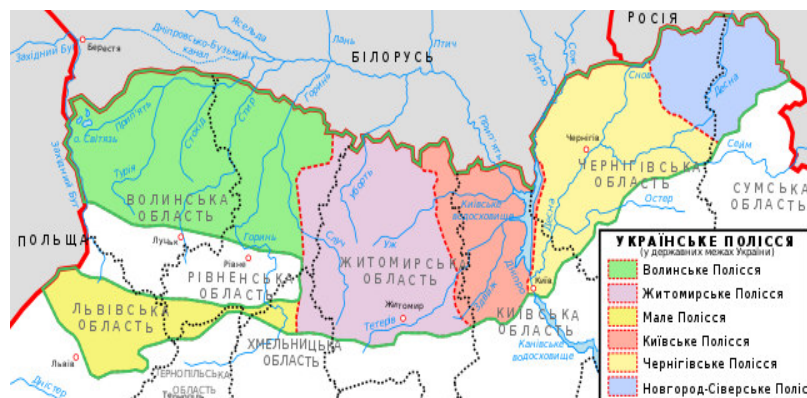 РОСІЯ
Ясельда
Дніпровсько-Бузький
канал
Західний Буг
Берестя
Лань
Птич
БІЛОРУСЬ
Горинь
Дніпро
Сож
Снов
Десна
Прип'ять
о. Світязь
Стохід
Стир
Турія
Західний Буг
Прип'ять
Чернігів
ЧЕРНІГІВСЬКА
ОБЛАСТЬ
Сейм
СУМСЬКА
ОБЛАСТЬ
Остер
Десна
ВОЛИНСЬКА
ОБЛАСТЬ
Уборть
Київське
водосховище
ПОЛЬЩА
Луцьк
Горинь
Рівне
РІВНЕНСЬКА
ОБЛАСТЬ
Случ
Уж
ЖИТОМИРСЬКА
ОБЛАСТЬ
Здвиж
Дніпро
Київ
КИЇВСЬКА
ОБЛАСТЬ
Житомир
Тетерів
ЛЬВІВСЬКА
ОБЛАСТЬ
Львів
ХМЕЛЬНИЦЬКА
ОБЛАСТЬ
Канівське
водосховище
ТЕРНОПІЛЬСЬКА
ОБЛАСТЬ
Тернопіль
Дністер
УКРАЇНСЬКЕ ПОЛІССЯ
(у державних межах України)
Волинське Полісся
Житомирське Полісся
Мале Полісся
Київське Полісся
Чернігівське Полісся
Новгород-Сіверське Поліс